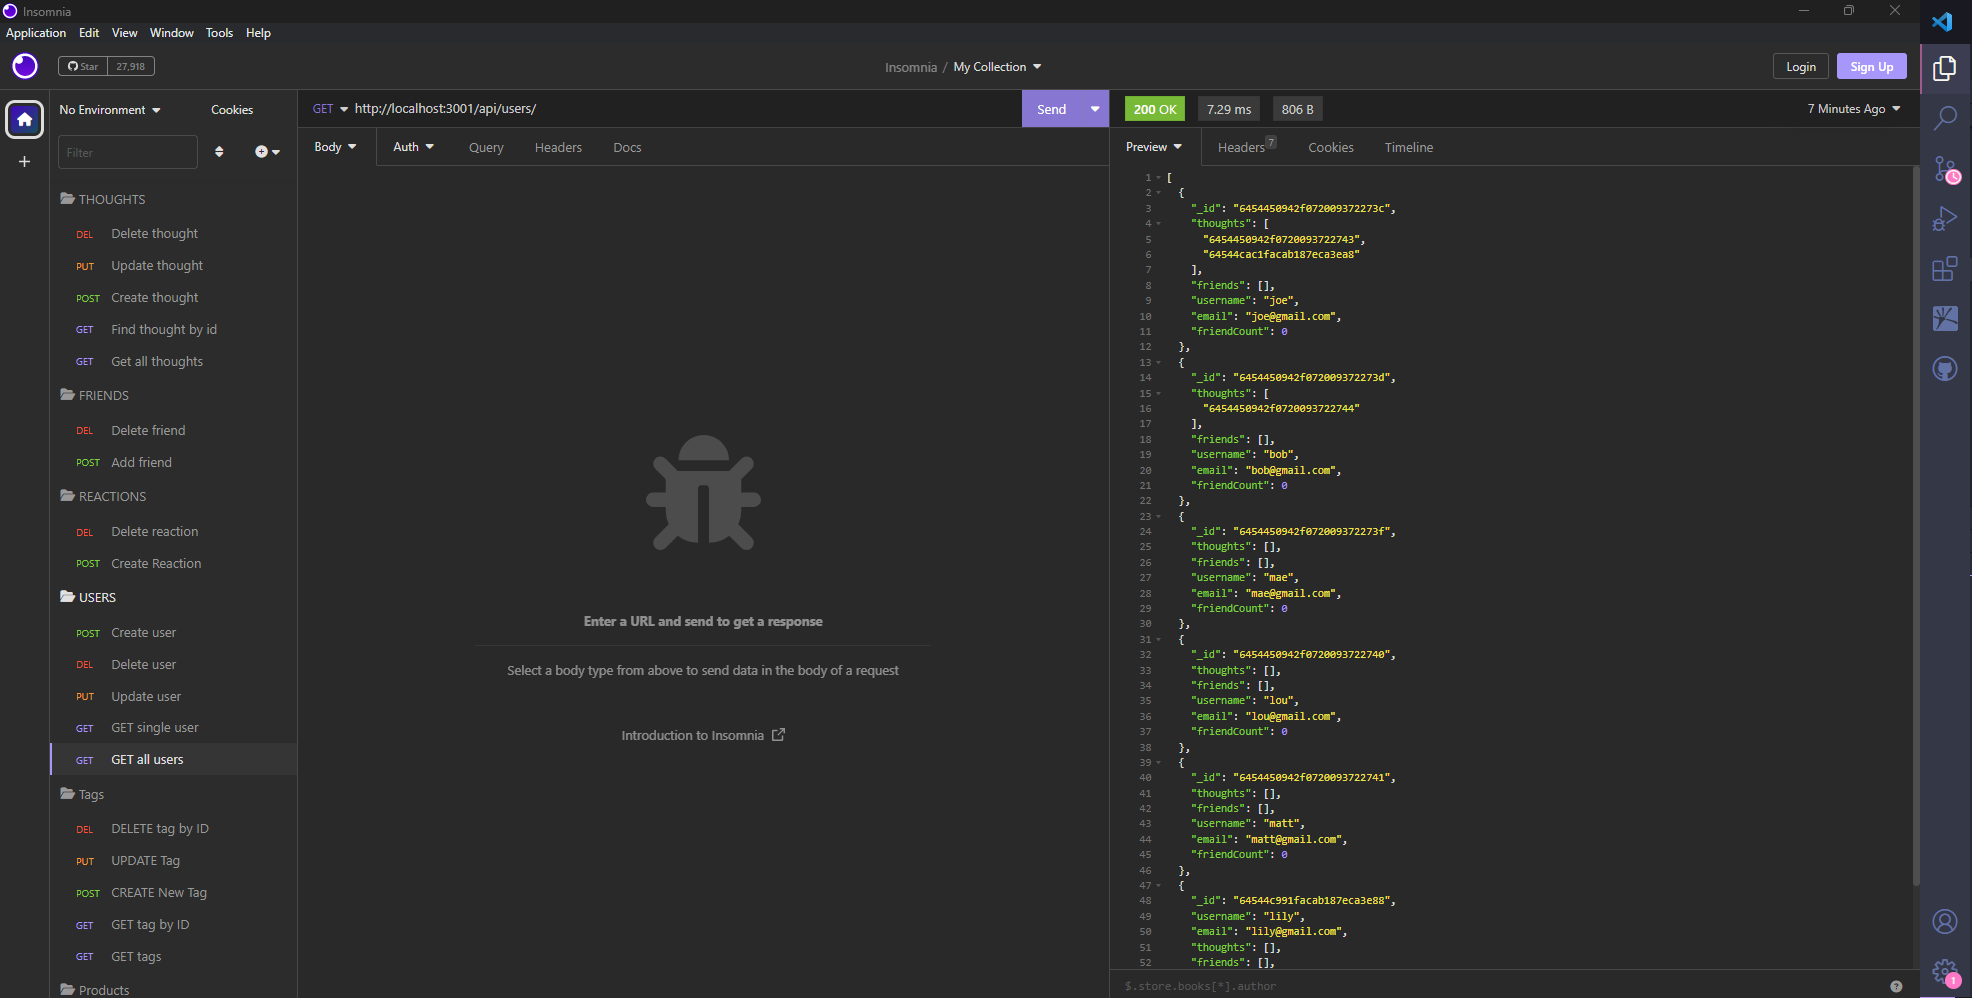 Insomnia
Application Edit View Window Tools Help
Star 27,918
Insomnia / My Collection
Login Sign Up
No Environment Cookies
Filter
THOUGHTS
DEL Delete thought
PUT Update thought
POST Create thought
GET Find thought by id
GET Get all thoughts
FRIENDS
DEL Delete friend
POST Add friend
REACTIONS
DEL Delete reaction
POST Create Reaction
USERS
POST Create user
DEL Delete user
PUT Update user
GET GET single user
GET GET all users
Tags
DEL DELETE tag by ID
PUT UPDATE Tag
POST CREATE New Tag
GET GET tag by ID
GET GET tags
Products
GET http://localhost:3001/api/users/ Send
Body Auth Query Headers Docs
Enter a URL and send to get a response
Select a body type from above to send data in the body of a request
Introduction to Insomnia
200 OK 7.29 ms 806 B 7 Minutes Ago
Preview Headers 7 Cookies Timeline
1 [
2 {
3 "_id": "6454450942f072009372273c",
4 "thoughts": [
5 "6454450942f0720093722743",
6 "64544cac1facab187eca3ea8"
7 ],
8 "friends": [],
9 "username": "joe",
10 "email": "joe@gmail.com",
11 "friendCount": 0
12 },
13 {
14 "_id": "6454450942f072009372273d",
15 "thoughts": [
16 "6454450942f0720093722744"
17 ],
18 "friends": [],
19 "username": "bob",
20 "email": "bob@gmail.com",
21 "friendCount": 0
22 },
23 {
24 "_id": "6454450942f072009372273f",
25 "thoughts": [],
26 "friends": [],
27 "username": "mae",
28 "email": "mae@gmail.com",
29 "friendCount": 0
30 },
31 {
32 "_id": "6454450942f0720093722740",
33 "thoughts": [],
34 "friends": [],
35 "username": "lou",
36 "email": "lou@gmail.com",
37 "friendCount": 0
38 },
39 {
40 "_id": "6454450942f0720093722741",
41 "thoughts": [],
42 "friends": [],
43 "username": "matt",
44 "email": "matt@gmail.com",
45 "friendCount": 0
46 },
47 {
48 "_id": "64544c991facab187eca3e88",
49 "username": "lily",
50 "email": "lily@gmail.com",
51 "thoughts": [],
52 "friends": [],
$.store.books[*].author
1